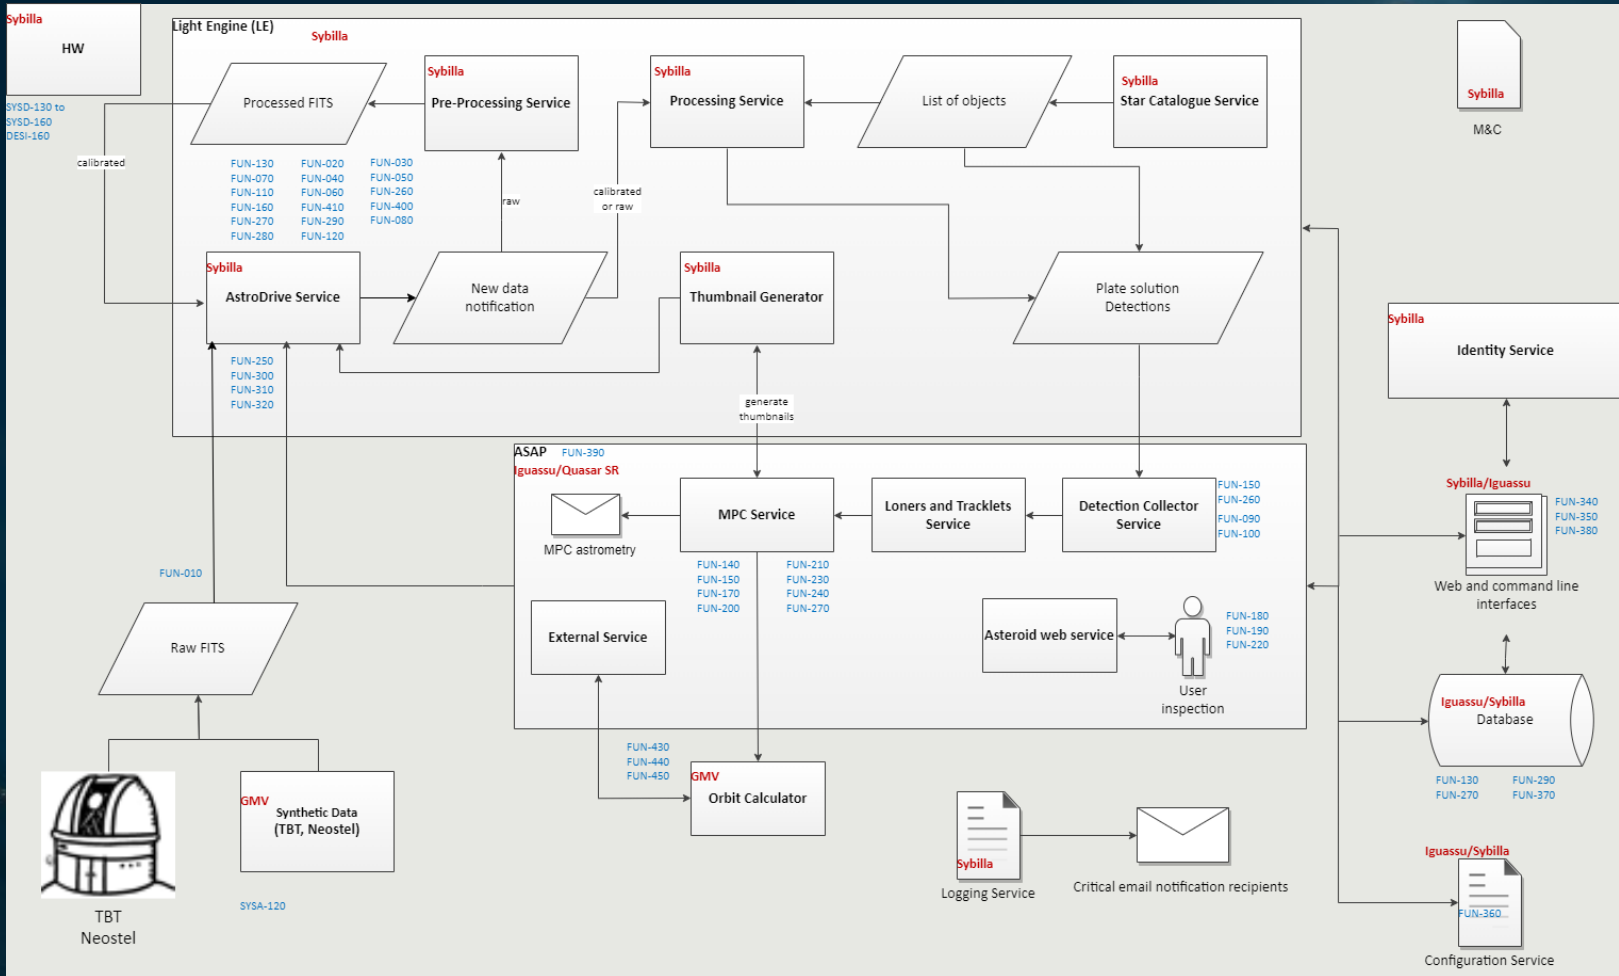 Sybilla
HW
SYSD-130 to
SYSD-160
DESI-160
Light Engine (LE)
Sybilla
Processed FITS
Sybilla
Pre-Processing Service
Sybilla
Processing Service
List of objects
Sybilla
Star Catalogue Service
Sybilla
M&C
calibrated
FUN-130
FUN-070
FUN-110
FUN-160
FUN-270
FUN-280
FUN-020
FUN-040
FUN-060
FUN-410
FUN-290
FUN-120
FUN-030
FUN-050
FUN-260
FUN-400
FUN-080
raw
calibrated
or raw
Sybilla
AstroDrive Service
New data
notification
Sybilla
Thumbnail Generator
Plate solution
Detections
Sybilla
Identity Service
FUN-250
FUN-300
FUN-310
FUN-320
generate
thumbnails
ASAP
FUN-390
Iguassu/Quasar SR
MPC astrometry
MPC Service
Loners and Tracklets
Service
Detection Collector
Service
FUN-150
FUN-260
FUN-090
FUN-100
Sybilla/Iguassu
FUN-340
FUN-350
FUN-380
Web and command line
interfaces
FUN-140
FUN-150
FUN-170
FUN-200
FUN-210
FUN-230
FUN-240
FUN-270
FUN-010
External Service
Asteroid web service
FUN-180
FUN-190
FUN-220
User
inspection
Raw FITS
Iguassu/Sybilla
Database
FUN-130
FUN-270
FUN-290
FUN-370
FUN-430
FUN-440
FUN-450
GMV
Orbit Calculator
GMV
Synthetic Data
(TBT, Neostel)
SYSA-120
TBT
Neostel
Sybilla
Logging Service
Critical email notification recipients
Iguassu/Sybilla
FUN-360
Configuration Service